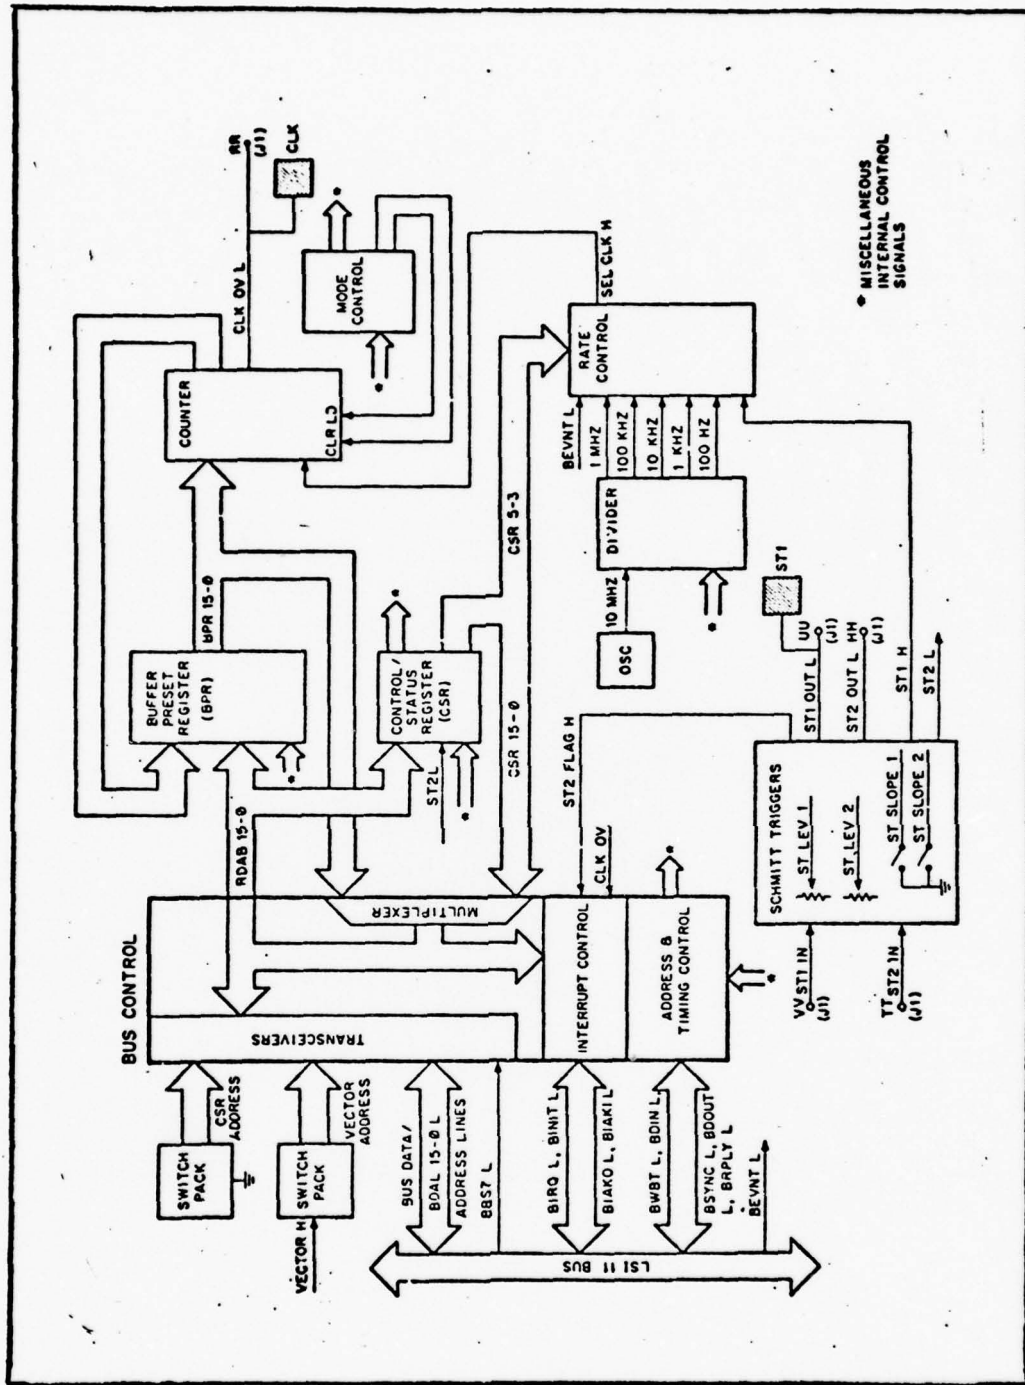 BUS CONTROL
SWITCH
PACK
CSR
ADDRESS
VECTOR H
SWITCH
PACK
VECTOR
ADDRESS
BUS DATA/
BDAL 15-0 L
ADDRESS LINES
BBS7 L
BIRQ L, BINIT L
BIAKO L, BIAKI L
BWBT L, BDIN L
BSYNC L, BDOUT
L, BRPLY L
BEVNT L
LSI 11 BUS
TRANSCEIVERS
MULTIPLEXER
INTERRUPT CONTROL
ADDRESS &
TIMING CONTROL
*
*
RDAB 15-0
BUFFER
PRESET
REGISTER
(BPR)
*
BPR 15-0
CONTROL/
STATUS
REGISTER
(CSR)
ST2L
*
*
CSR 15-0
CSR 5-3
ST2 FLAG H
CLK OV
COUNTER
CLR LD
CLK OV L
RR
(J1)
CLK
MODE
CONTROL
*
*
SEL CLK H
RATE
CONTROL
BEVNT L
1 MHZ
100 KHZ
10 KHZ
1 KHZ
100 HZ
DIVIDER
*
10 MHZ
OSC
ST1
SCHMITT TRIGGERS
ST LEV 1
ST LEV 2
ST SLOPE 1
ST SLOPE 2
VV ST1 IN
(J1)
TT ST2 IN
(J1)
ST1 OUT L
UU
(J1)
ST2 OUT L HH
(J1)
ST1 H
ST2 L
* MISCELLANEOUS
INTERNAL CONTROL
SIGNALS